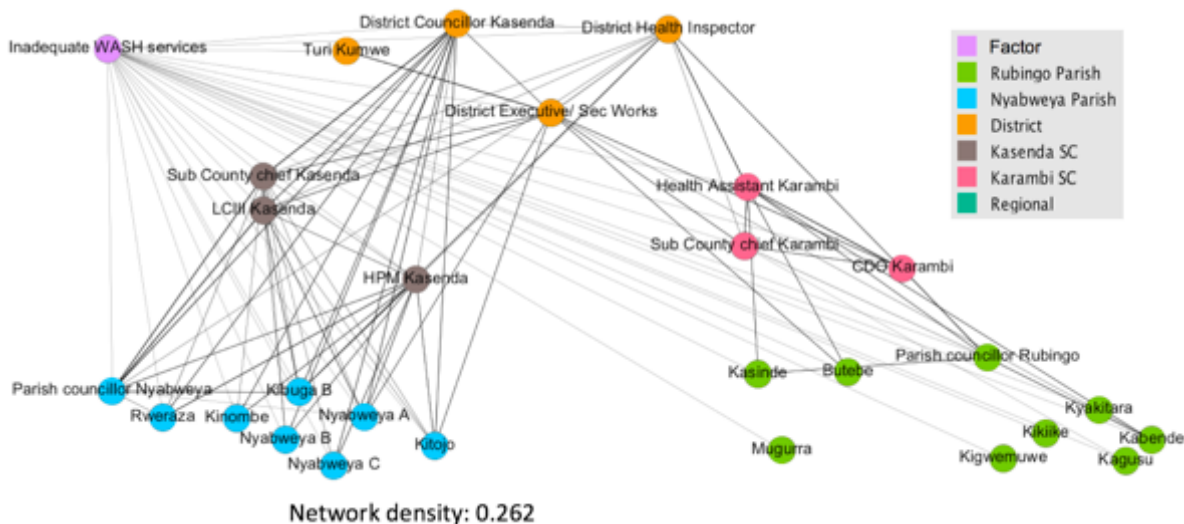 District Councillor Kasenda
District Health Inspector
Inadequate WASH services
Turi Kumwe
Factor
Rubingo Parish
Nyabweya Parish
District
Kasenda SC
Karambi SC
Regional
District Executive/ Sec Works
Sub County chief Kasenda
Health Assistant Karambi
LCIII Kasenda
Sub County chief Karambi
CDO Karambi
HPM Kasenda
Parish councillor Rubingo
Kasinde
Butebe
Parish councillor Nyabweya
Kibuga B
Rweraza
Kinombe
Nyabweya A
Kyakitara
Nyabweya B
Kitojo
Kikiike
Kabende
Nyabweya C
Mugurra
Kigwemuwe
Kagusu
Network density: 0.262